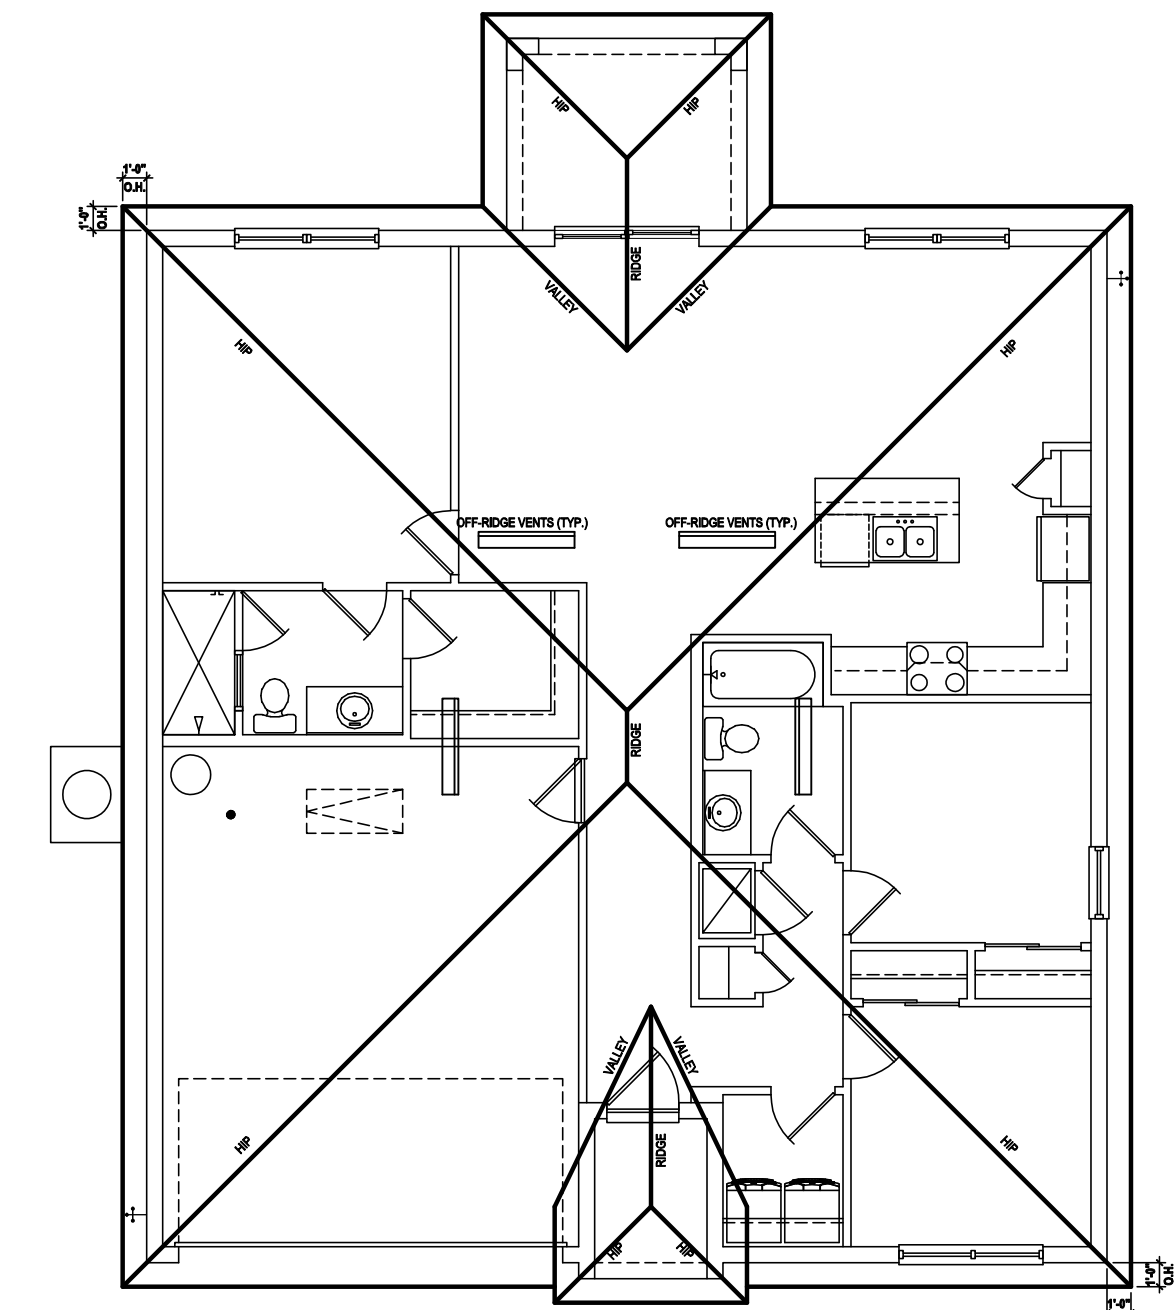 HIP
HIP
1'-0"
O.H.
1'-0"
O.H.
RIDGE
VALLEY
VALLEY
HIP
HIP
OFF-RIDGE VENTS (TYP.)
OFF-RIDGE VENTS (TYP.)
RIDGE
VALLEY
VALLEY
HIP
RIDGE
HIP
HIP
HIP
1'-0"
O.H.
1'-0"